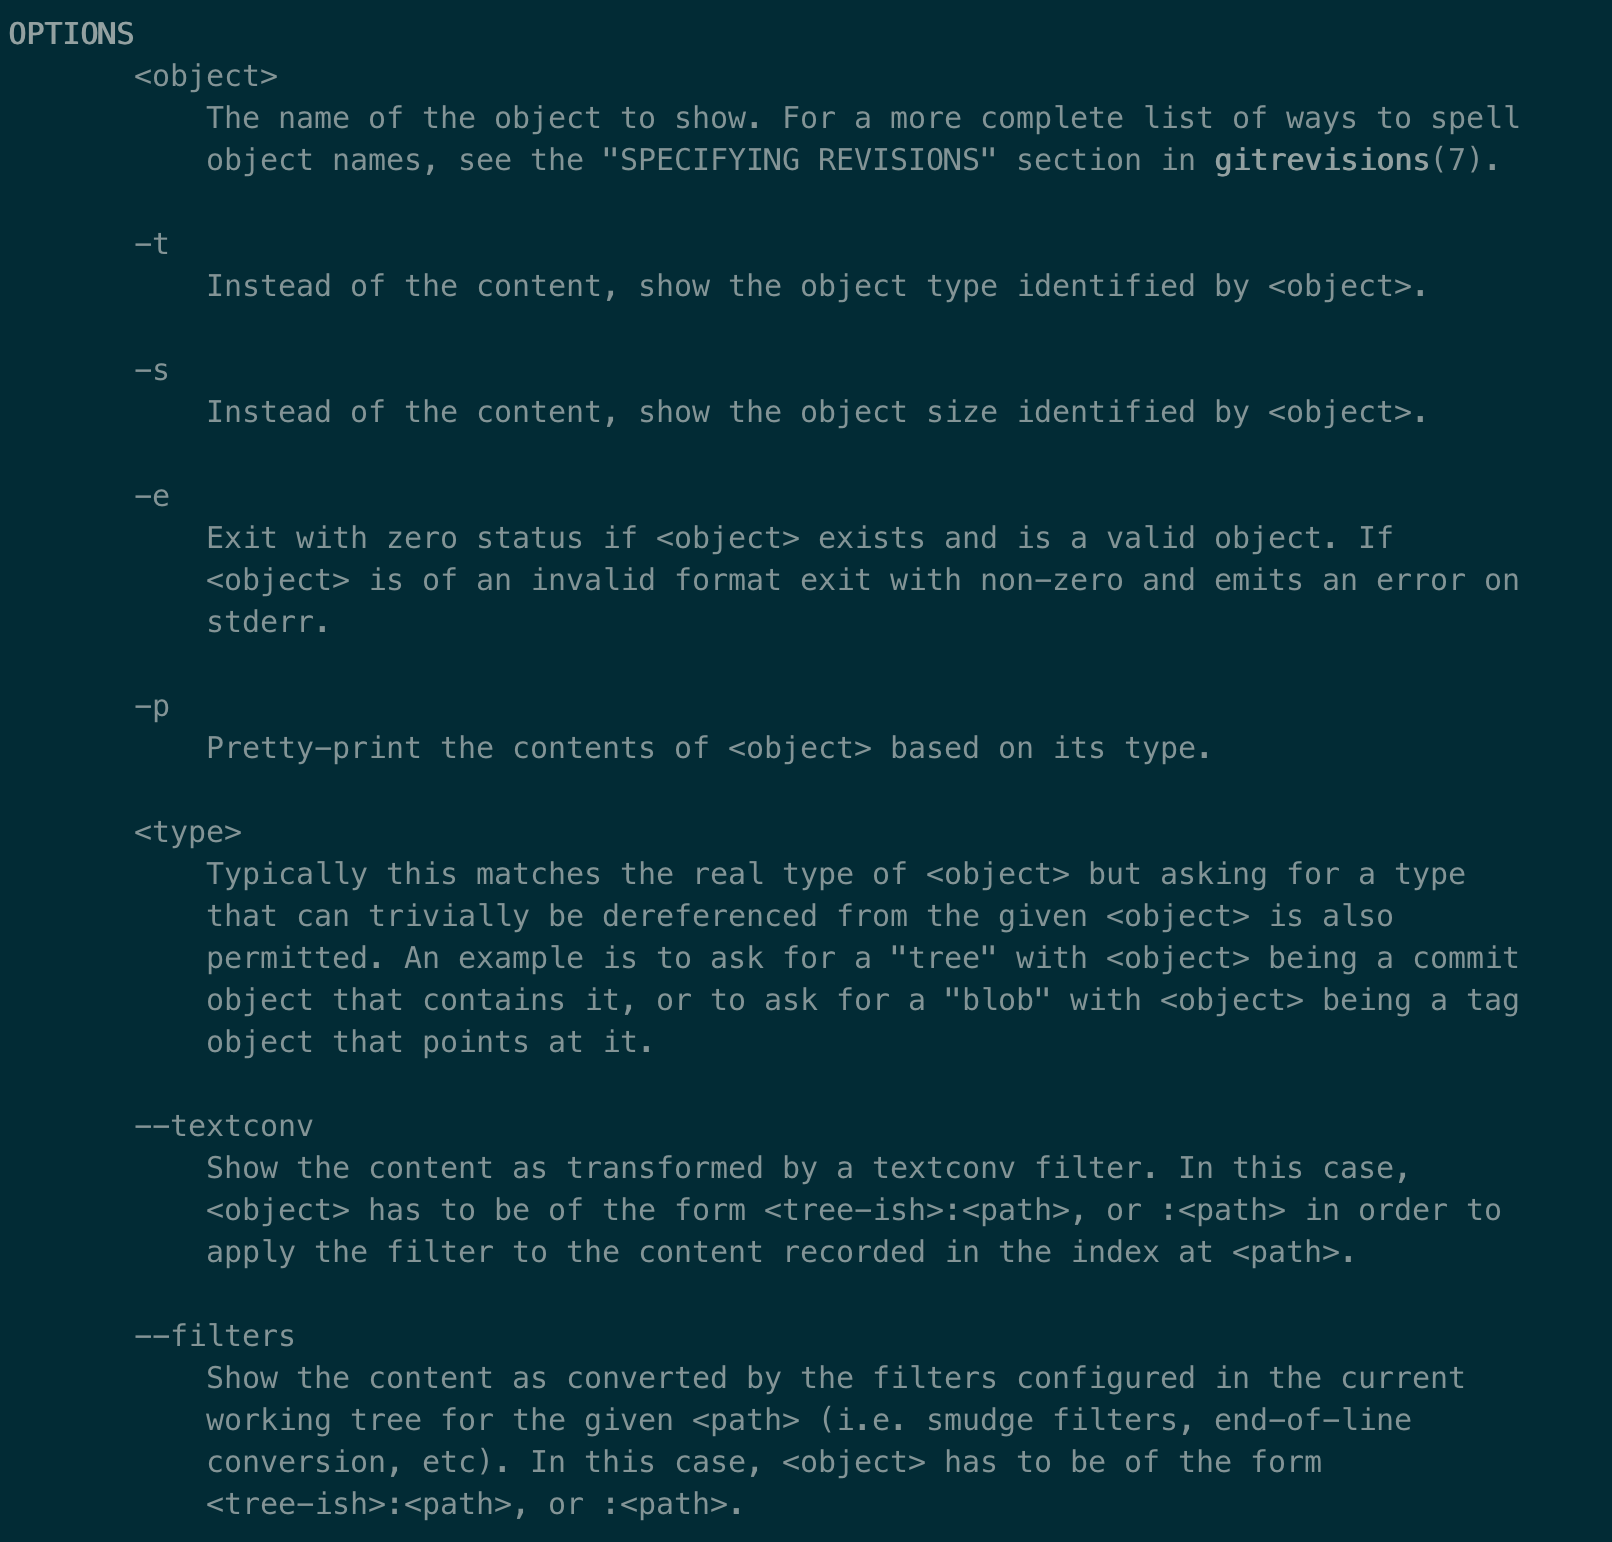 OPTIONS
<object>
The name of the object to show. For a more complete list of ways to spell
object names, see the "SPECIFYING REVISIONS" section in gitrevisions(7).
-t
Instead of the content, show the object type identified by <object>.
-s
Instead of the content, show the object size identified by <object>.
-e
Exit with zero status if <object> exists and is a valid object. If
<object> is of an invalid format exit with non-zero and emits an error on
stderr.
-p
Pretty-print the contents of <object> based on its type.
<type>
Typically this matches the real type of <object> but asking for a type
that can trivially be dereferenced from the given <object> is also
permitted. An example is to ask for a "tree" with <object> being a commit
object that contains it, or to ask for a "blob" with <object> being a tag
object that points at it.
--textconv
Show the content as transformed by a textconv filter. In this case,
<object> has to be of the form <tree-ish>:<path>, or :<path> in order to
apply the filter to the content recorded in the index at <path>.
--filters
Show the content as converted by the filters configured in the current
working tree for the given <path> (i.e. smudge filters, end-of-line
conversion, etc). In this case, <object> has to be of the form
<tree-ish>:<path>, or :<path>.